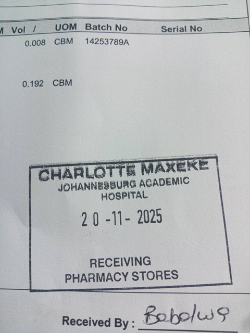 M Vol / UOM Batch No Serial No
0.008 CBM 14253789A
0.192 CBM
CHARLOTTE MAXEKE
JOHANNESBURG ACADEMIC
HOSPITAL
20-11-2025
RECEIVING
PHARMACY STORES
Received By :